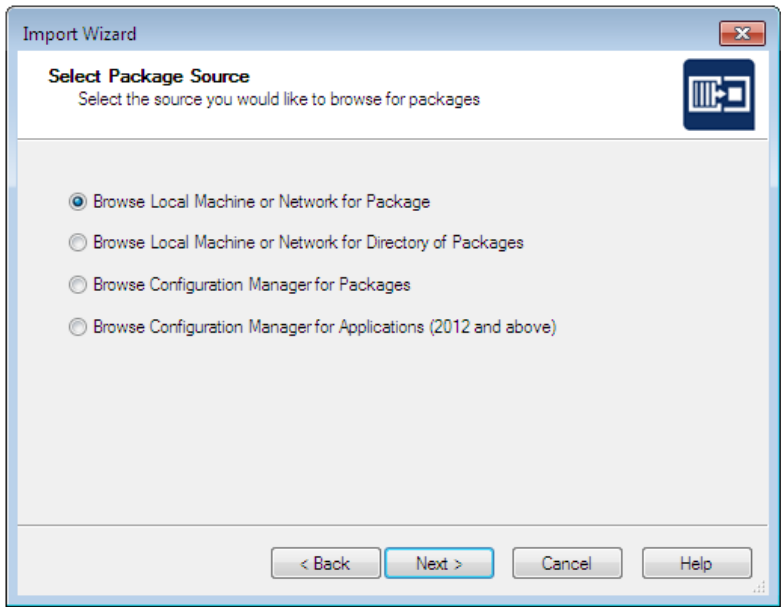 Import Wizard
Select Package Source
Select the source you would like to browse for packages
Browse Local Machine or Network for Package
Browse Local Machine or Network for Directory of Packages
Browse Configuration Manager for Packages
Browse Configuration Manager for Applications (2012 and above)
< Back Next > Cancel Help